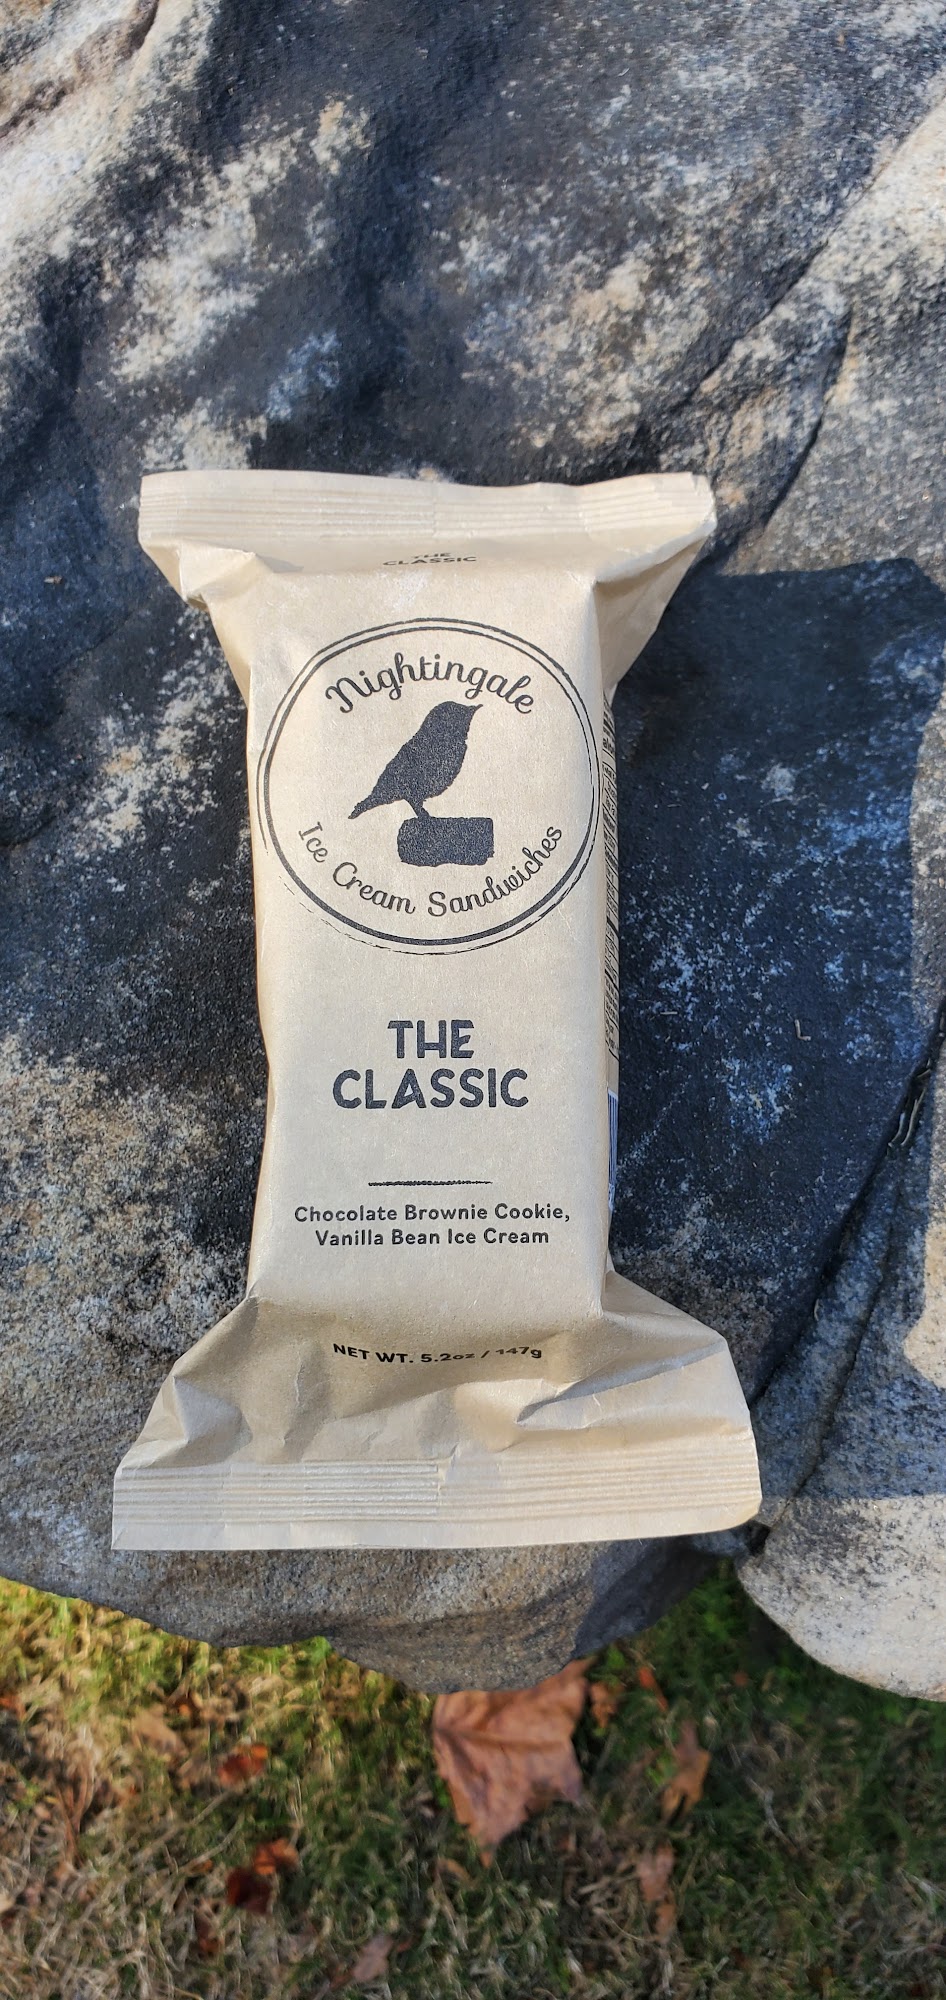 THE
CLASSIC
Nightingale
Ice Cream Sandwiches
THE
CLASSIC
Chocolate Brownie Cookie,
Vanilla Bean Ice Cream
NET WT. 5.2oz / 147g